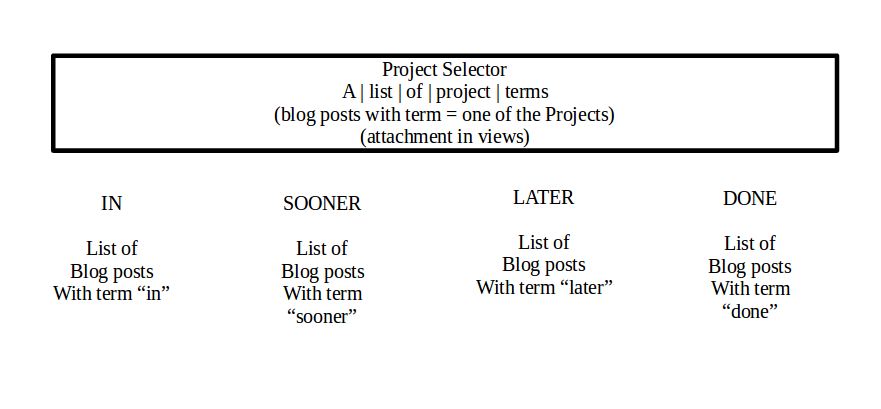 Project Selector
A | list | of | project | terms
(blog posts with term = one of the Projects)
(attachment in views)
IN
List of
Blog posts
With term “in”
SOONER
List of
Blog posts
With term
“sooner”
LATER
List of
Blog posts
With term “later”
DONE
List of
Blog posts
With term
“done”